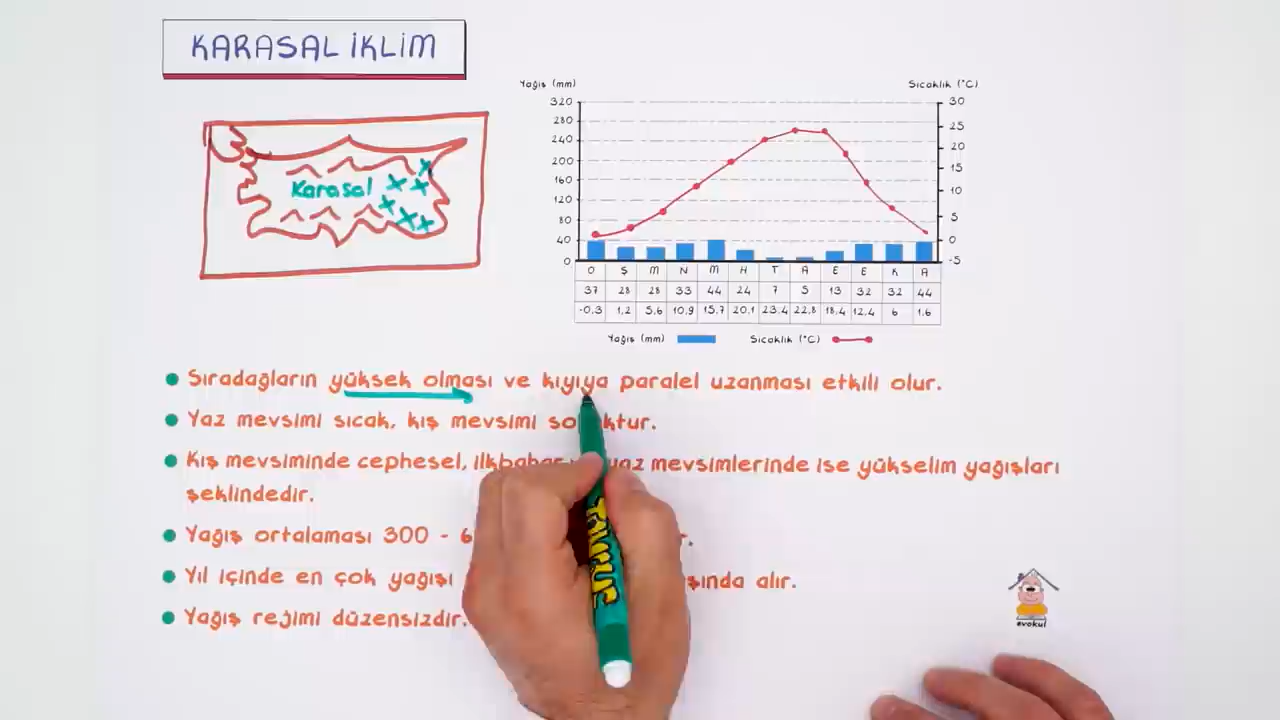 KARASAL İKLİM
Karasal
Yağış (mm)
Sıcaklık (°C)
320
280
240
200
160
120
80
40
0
30
25
20
15
10
5
0
-5
O Ş M N M H T A E E K A
37 28 28 33 44 24 7 5 13 32 32 44
-0.3 1,2 5,6 10,9 15,7 20,1 23,4 22,8 18,4 12,4 6 1,6
Yağış (mm) Sıcaklık (°C)
Sıradağların yüksek olması ve kıyıya paralel uzanması etkili olur.
Yaz mevsimi sıcak, kış mevsimi
Kış mevsiminde cephesel, ilkbahar yaz mevsimlerinde ise yükselim yağışları
şeklindedir.
Yağış ortalaması 300 -
Yıl içinde en çok yağışı alır.
Yağış rejimi düzensizdir.
evokul